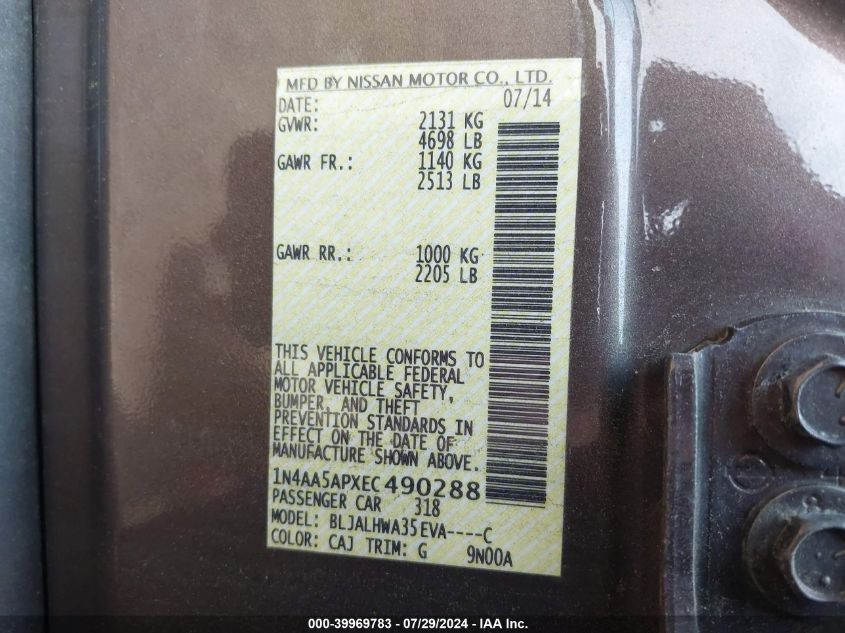 MFD BY NISSAN MOTOR CO., LTD.
DATE: 07/14
GVWR: 2131 KG
4698 LB
GAWR FR.: 1140 KG
2513 LB
GAWR RR.: 1000 KG
2205 LB
THIS VEHICLE CONFORMS TO
ALL APPLICABLE FEDERAL
MOTOR VEHICLE SAFETY,
BUMPER, AND THEFT
PREVENTION STANDARDS IN
EFFECT ON THE DATE OF
MANUFACTURE SHOWN ABOVE.
1N4AA5APXEC490288
PASSENGER CAR 318
MODEL: BLJALHWA35EVA----C
COLOR: CAJ TRIM: G 9N00A
000-39969783 - 07/29/2024 - IAA Inc.